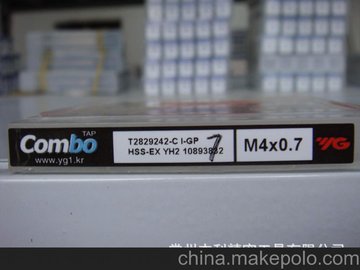 Combo TAP
www.yg1.kr
T2829242-C I-GP
HSS-EX YH2 10893832
7
M4x0.7
YG
china.makepolo.com